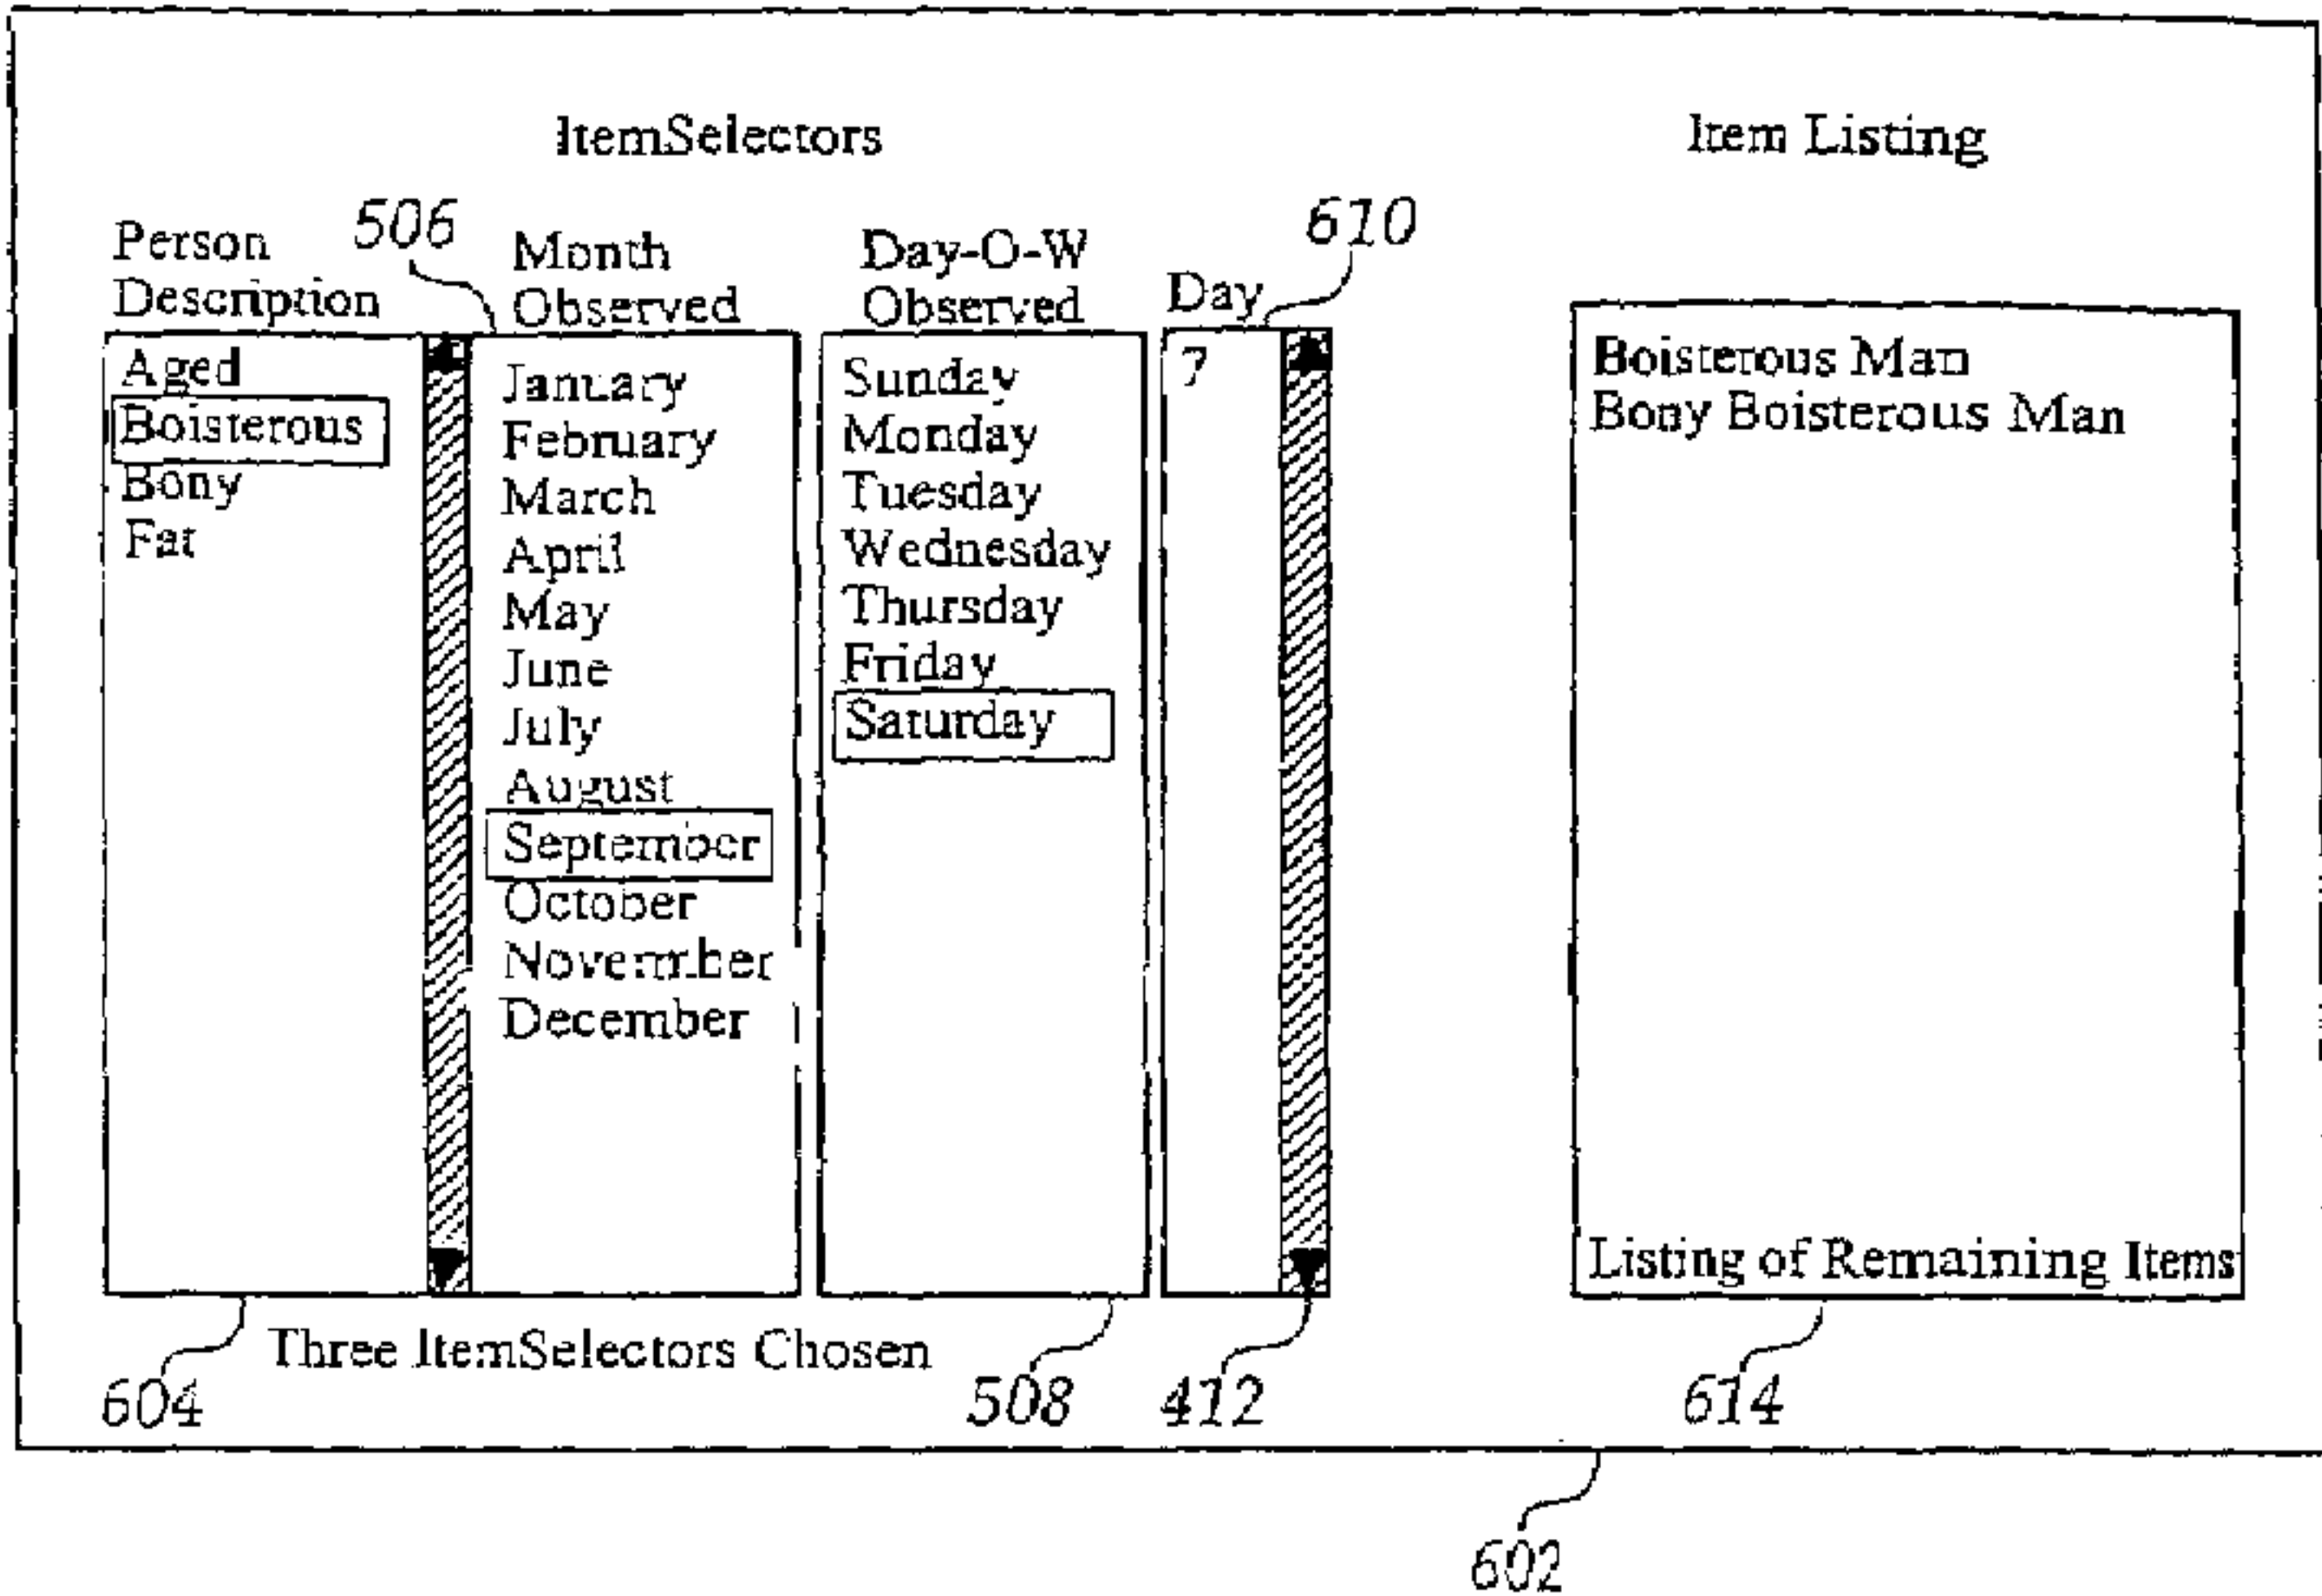 ItemSelectors
Item Listing
Person
Description
506
Month
Observed
Day-O-W
Observed
Day
610
Aged
Boisterous
Bony
Fat
January
February
March
April
May
June
July
August
September
October
November
December
Sunday
Monday
Tuesday
Wednesday
Thursday
Friday
Saturday
7
Boisterous Man
Bony Boisterous Man
Listing of Remaining Items
Three ItemSelectors Chosen
604
508
412
614
602